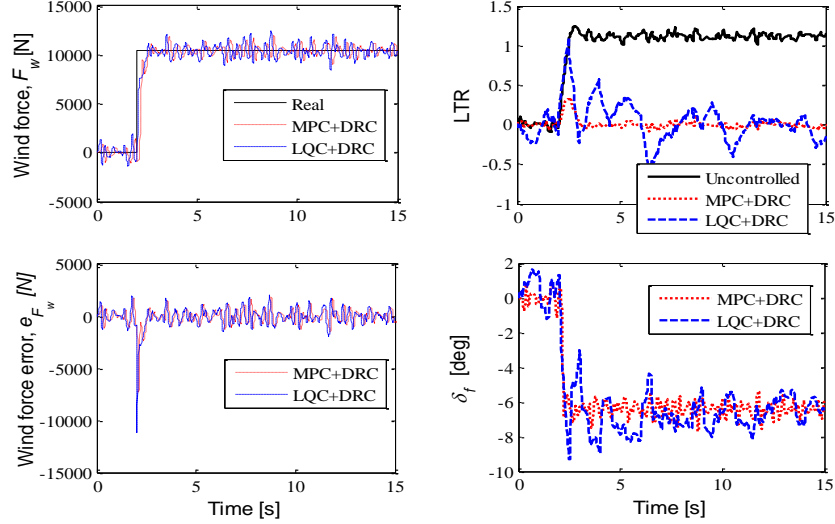 Wind force, F_w [N]
15000
10000
5000
0
-5000
0
5
10
15
Real
MPC+DRC
LQC+DRC
LTR
1.5
1
0.5
0
-0.5
-1
0
5
10
15
Uncontrolled
MPC+DRC
LQC+DRC
Wind force error, e_{F_w} [N]
5000
0
-5000
-10000
-15000
0
5
10
15
MPC+DRC
LQC+DRC
Time [s]
δ_f [deg]
2
0
-2
-4
-6
-8
-10
0
5
10
15
MPC+DRC
LQC+DRC
Time [s]